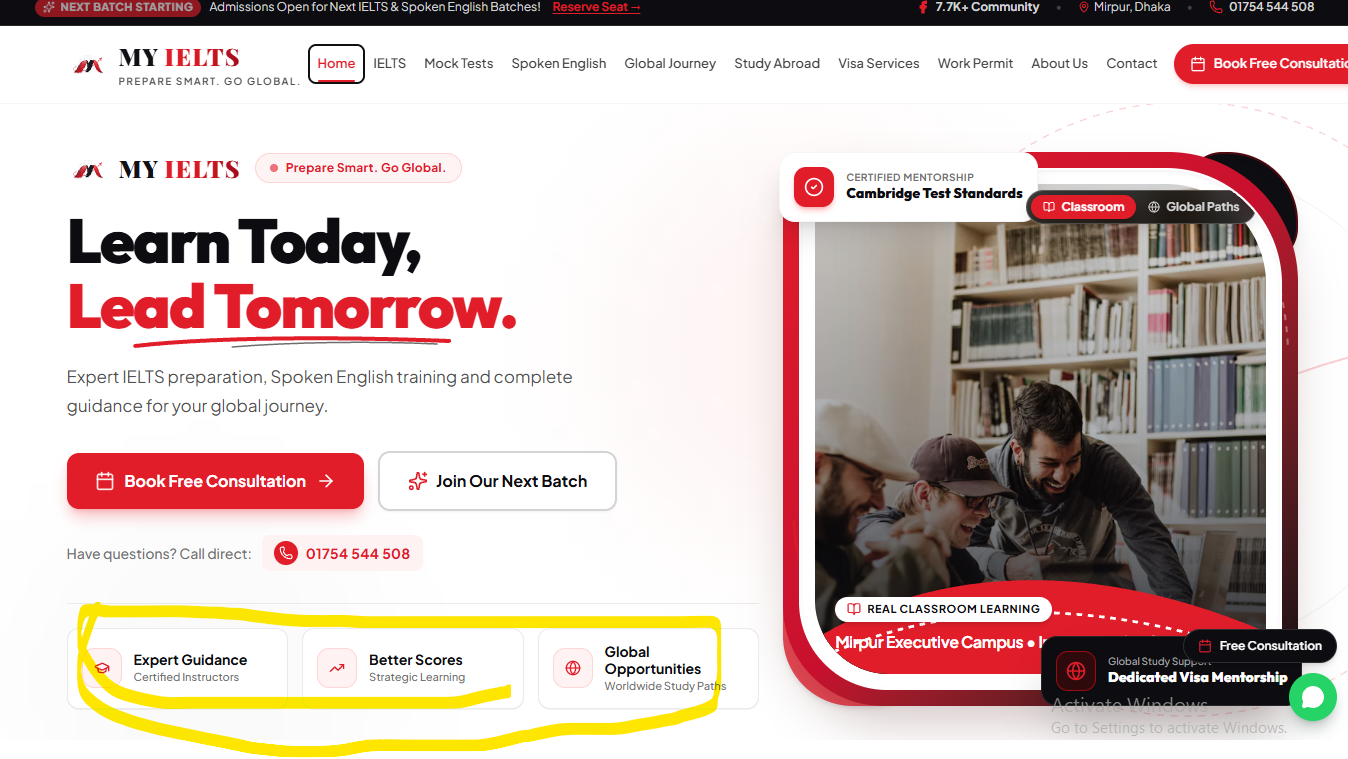 NEXT BATCH STARTING Admissions Open for Next IELTS & Spoken English Batches! Reserve Seat → 7.7K+ Community • Mirpur, Dhaka • 01754 544 508
MY IELTS
PREPARE SMART. GO GLOBAL.
Home IELTS Mock Tests Spoken English Global Journey Study Abroad Visa Services Work Permit About Us Contact Book Free Consultatio
MY IELTS Prepare Smart. Go Global.
CERTIFIED MENTORSHIP
Cambridge Test Standards
Classroom Global Paths
Learn Today,
Lead Tomorrow.
Expert IELTS preparation, Spoken English training and complete
guidance for your global journey.
Book Free Consultation → Join Our Next Batch
Have questions? Call direct: 01754 544 508
Expert Guidance
Certified Instructors
Better Scores
Strategic Learning
Global
Opportunities
Worldwide Study Paths
REAL CLASSROOM LEARNING
Mirpur Executive Campus •
Free Consultation
Global Study Support
Dedicated Visa Mentorship
Activate Windows
Go to Settings to activate Windows.